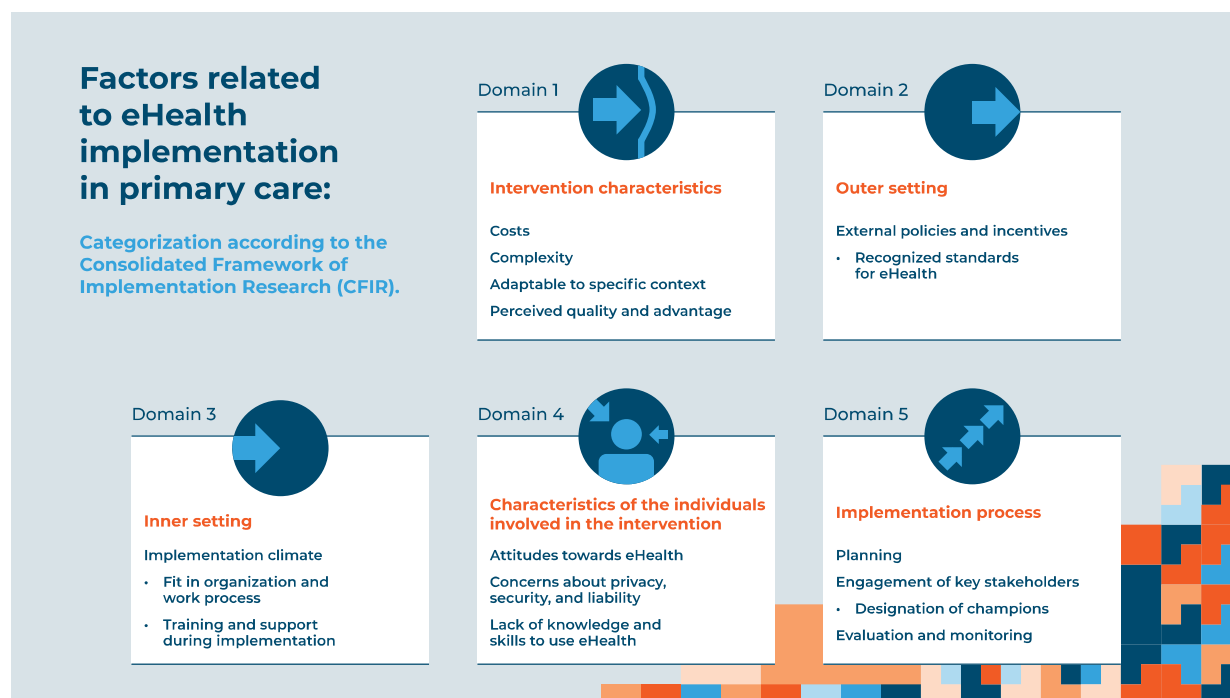 Factors related
to eHealth
implementation
in primary care:
Categorization according to the
Consolidated Framework of
Implementation Research (CFIR).
Domain 1
Intervention characteristics
Costs
Complexity
Adaptable to specific context
Perceived quality and advantage
Domain 2
Outer setting
External policies and incentives
• Recognized standards
for eHealth
Domain 3
Inner setting
Implementation climate
• Fit in organization and
work process
• Training and support
during implementation
Domain 4
Characteristics of the individuals
involved in the intervention
Attitudes towards eHealth
Concerns about privacy,
security, and liability
Lack of knowledge and
skills to use eHealth
Domain 5
Implementation process
Planning
Engagement of key stakeholders
• Designation of champions
Evaluation and monitoring